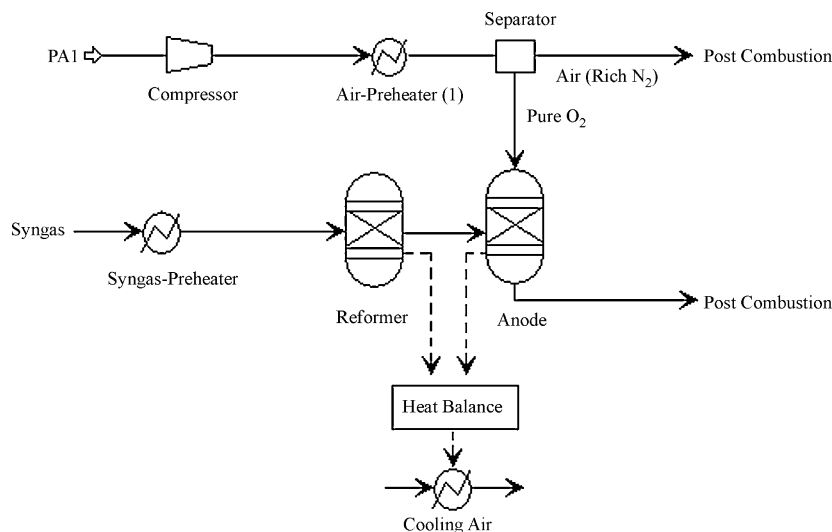 Separator
PA1
Post Combustion
Compressor
Air-Preheater (1)
Air (Rich N₂)
Pure O₂
Syngas
Syngas-Preheater
Reformer
Anode
Post Combustion
Heat Balance
Cooling Air